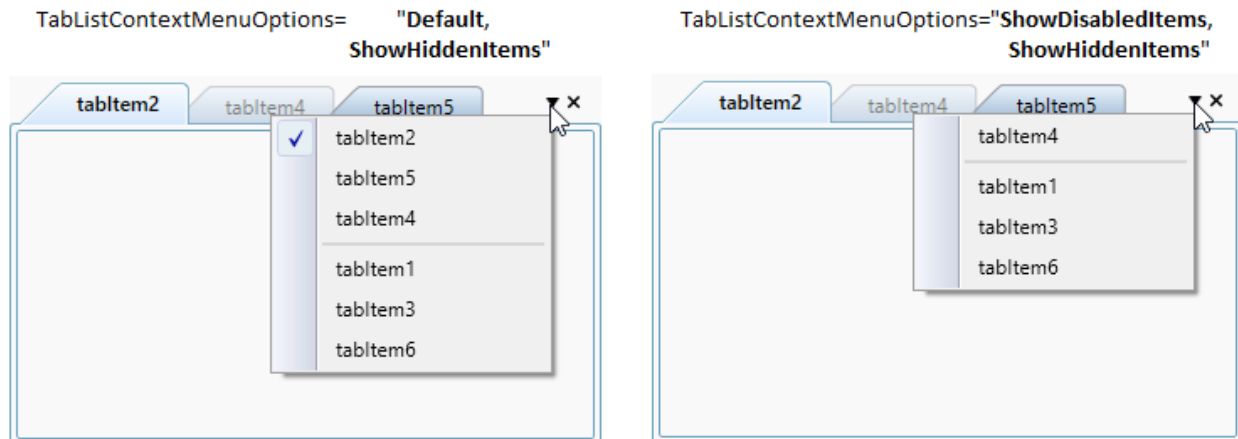 TabListContextMenuOptions= "Default,
ShowHiddenItems"
tabItem2 tabItem4 tabItem5
tabItem2
tabItem5
tabItem4
tabItem1
tabItem3
tabItem6
TabListContextMenuOptions="ShowDisabledItems,
ShowHiddenItems"
tabItem2 tabItem4 tabItem5
tabItem4
tabItem1
tabItem3
tabItem6